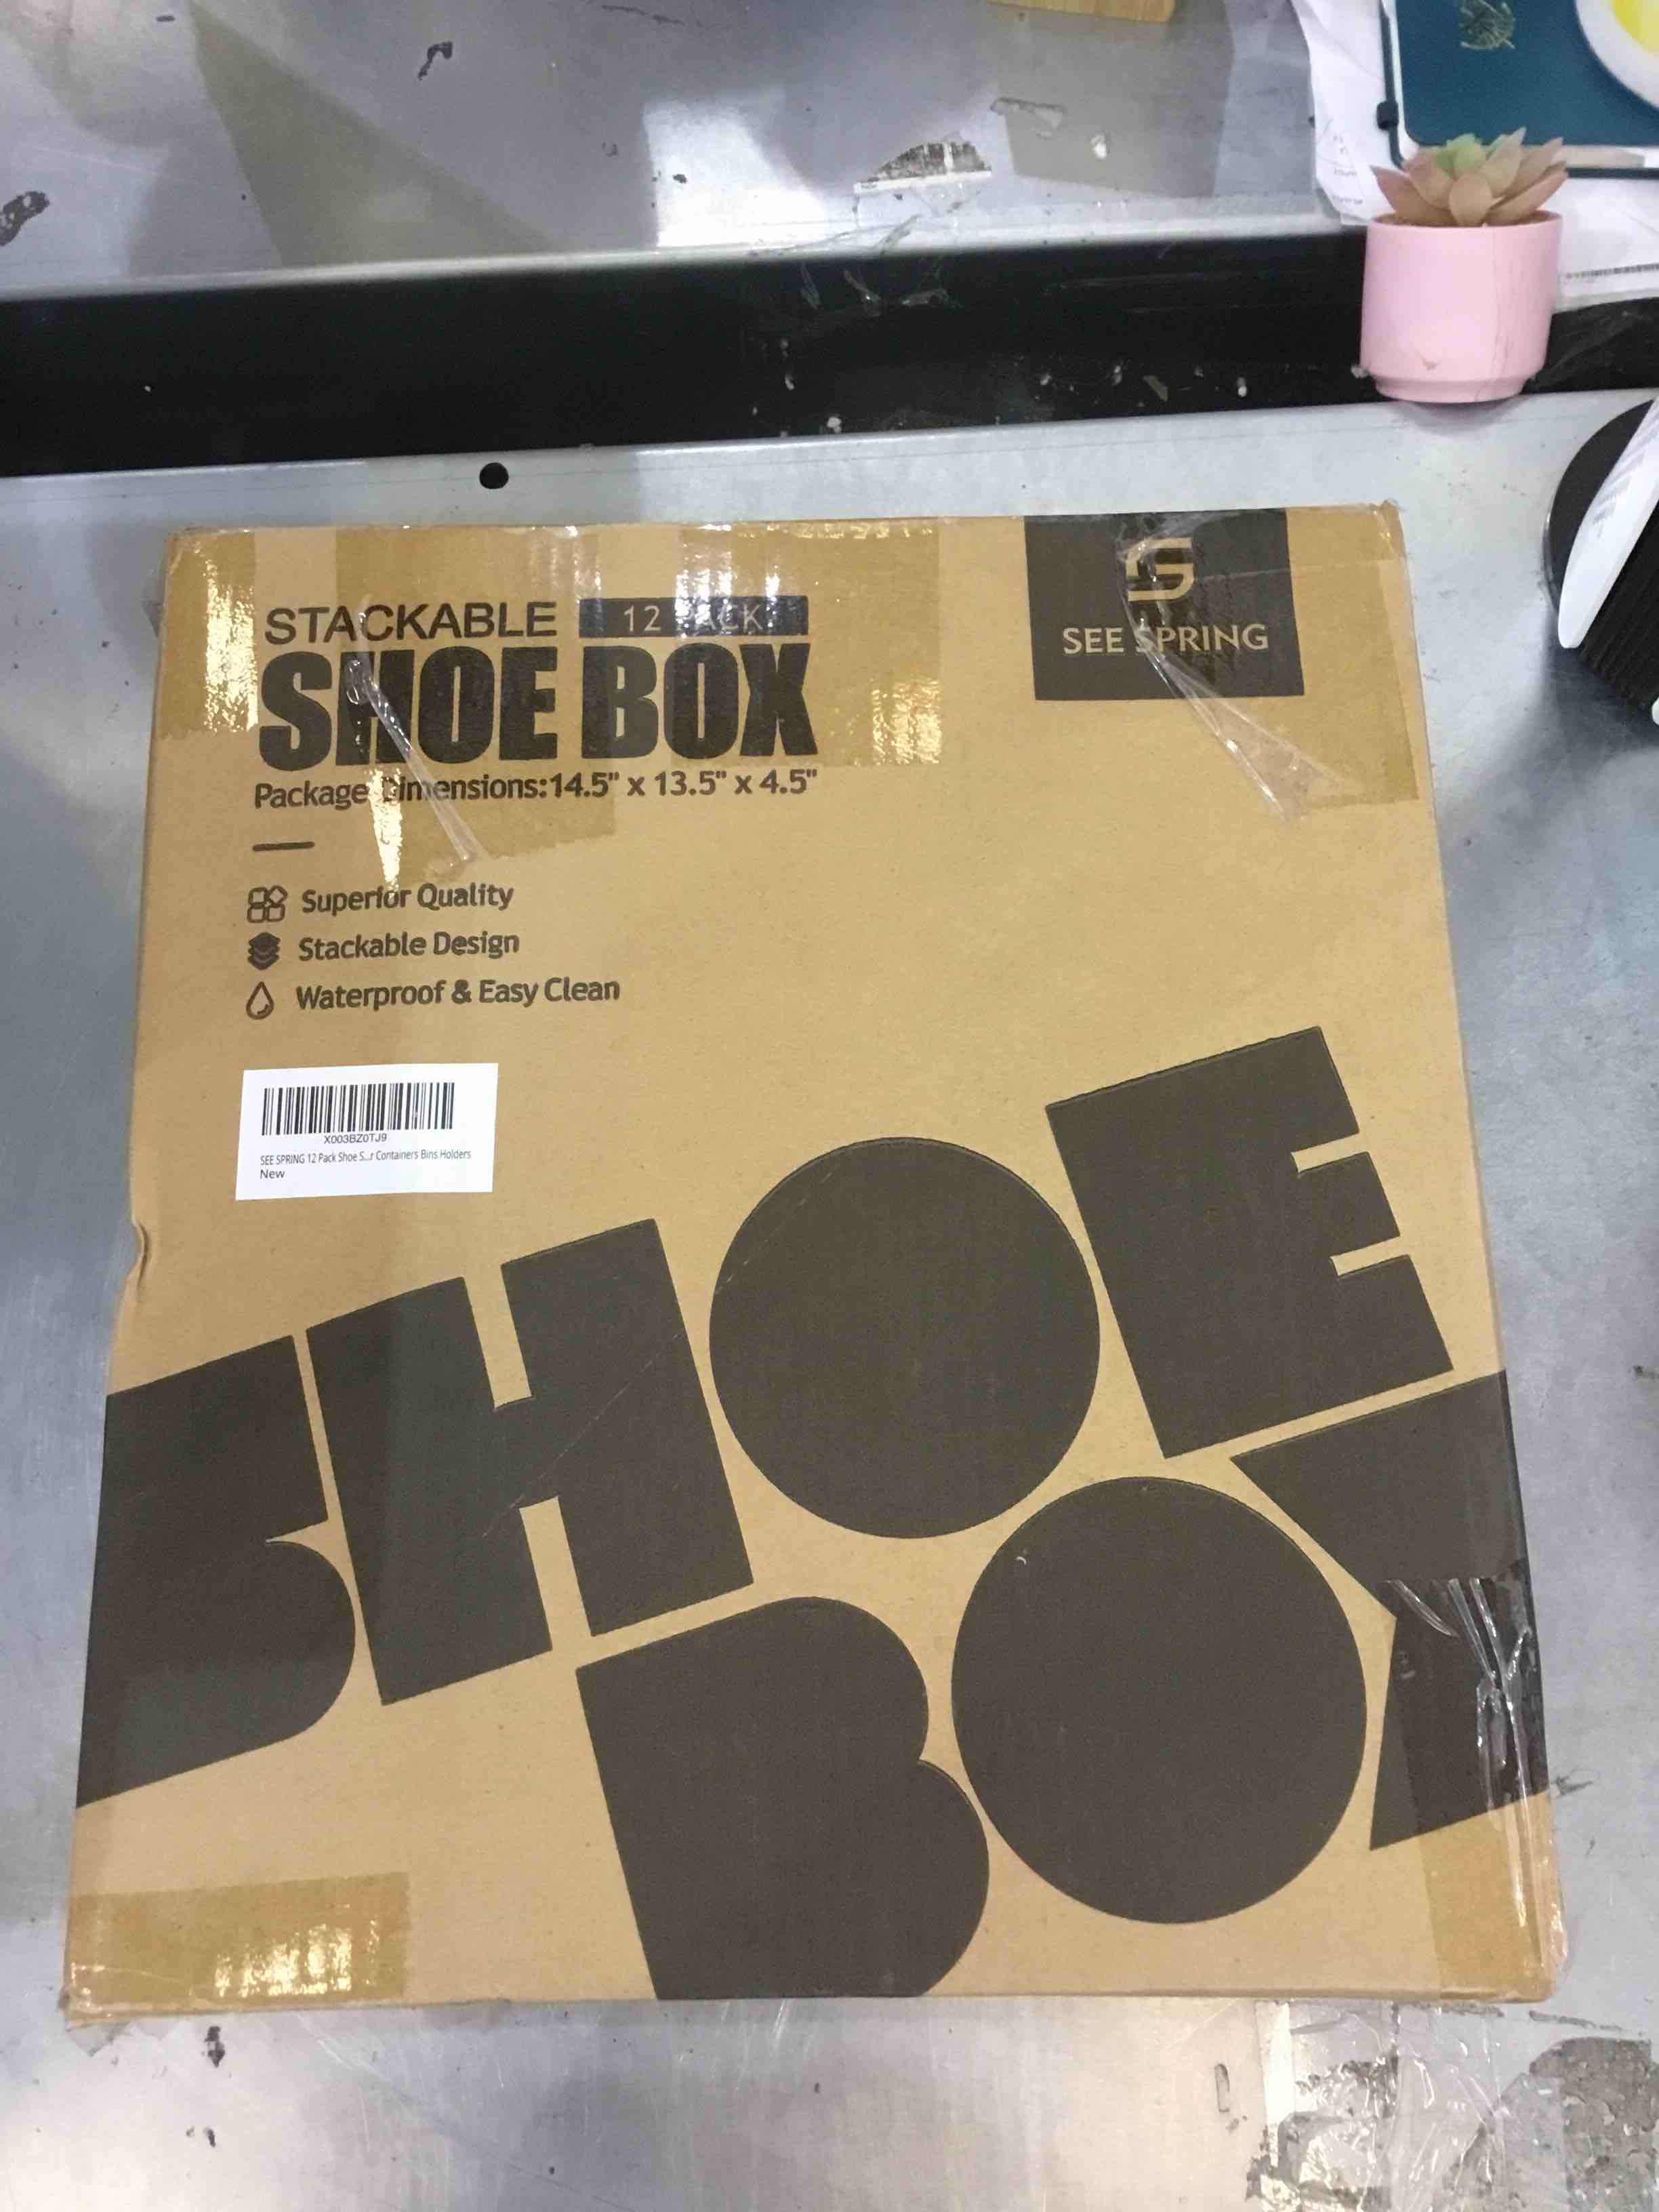 STACKABLE 12 PACK
SHOE BOX
Package Dimensions:14.5" x 13.5" x 4.5"
SEE SPRING
Superior Quality
Stackable Design
Waterproof & Easy Clean
X003BZ0TJ9
SEE SPRING 12 Pack Shoe S...r Containers Bins Holders
New
SHOE
BOX